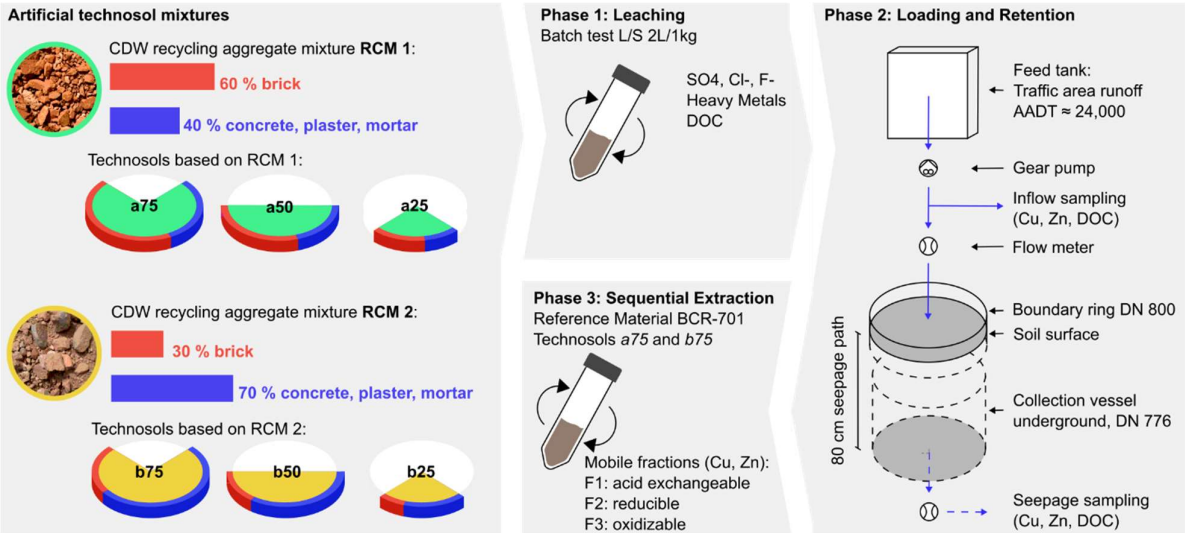 Artificial technosol mixtures
CDW recycling aggregate mixture RCM 1:
60 % brick
40 % concrete, plaster, mortar
Technosols based on RCM 1:
a75
a50
a25
CDW recycling aggregate mixture RCM 2:
30 % brick
70 % concrete, plaster, mortar
Technosols based on RCM 2:
b75
b50
b25
Phase 1: Leaching
Batch test L/S 2L/1kg
SO4, Cl-, F-
Heavy Metals
DOC
Phase 3: Sequential Extraction
Reference Material BCR-701
Technosols a75 and b75
Mobile fractions (Cu, Zn):
F1: acid exchangeable
F2: reducible
F3: oxidizable
Phase 2: Loading and Retention
Feed tank:
Traffic area runoff
AADT ≈ 24,000
Gear pump
Inflow sampling
(Cu, Zn, DOC)
Flow meter
Boundary ring DN 800
Soil surface
80 cm seepage path
Collection vessel
underground, DN 776
Seepage sampling
(Cu, Zn, DOC)